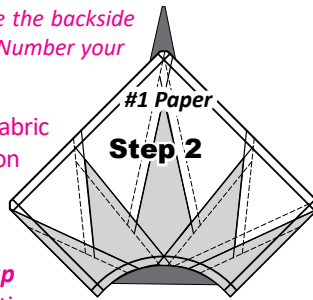 e the backside
Number your
#1 Paper
abric
Step 2
on